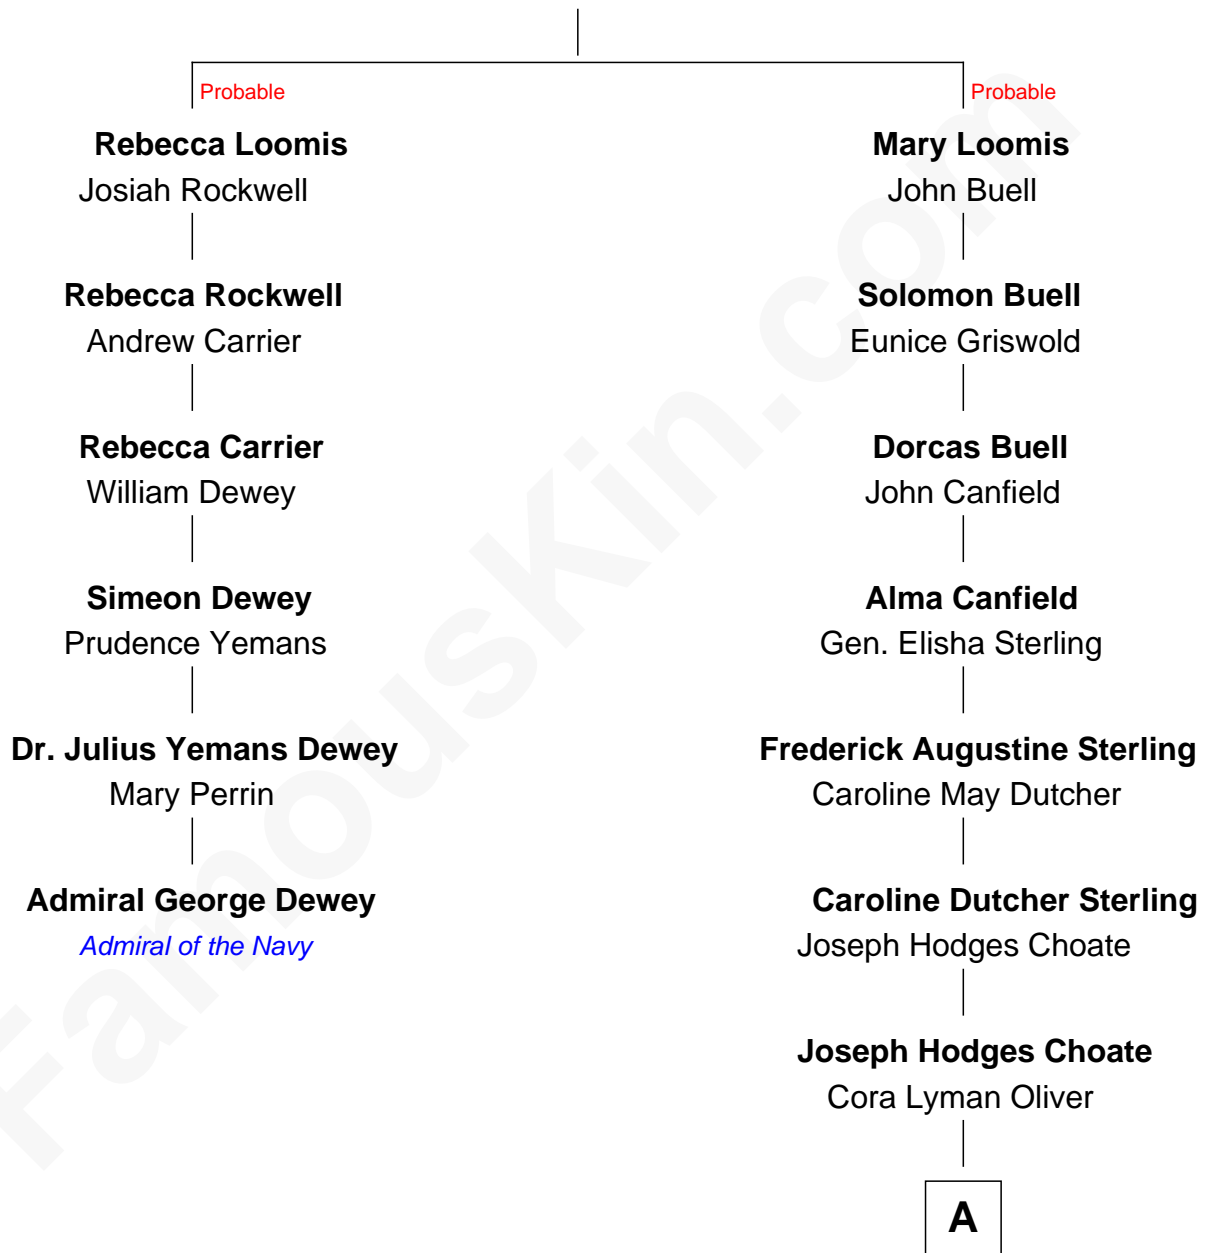 Probable
Rebecca Loomis
Josiah Rockwell
Rebecca Rockwell
Andrew Carrier
Rebecca Carrier
William Dewey
Simeon Dewey
Prudence Yemans
Dr. Julius Yemans Dewey
Mary Perrin
Admiral George Dewey
Admiral of the Navy
Probable
Mary Loomis
John Buell
Solomon Buell
Eunice Griswold
Dorcas Buell
John Canfield
Alma Canfield
Gen. Elisha Sterling
Frederick Augustine Sterling
Caroline May Dutcher
Caroline Dutcher Sterling
Joseph Hodges Choate
Joseph Hodges Choate
Cora Lyman Oliver
A
FamousKin.com